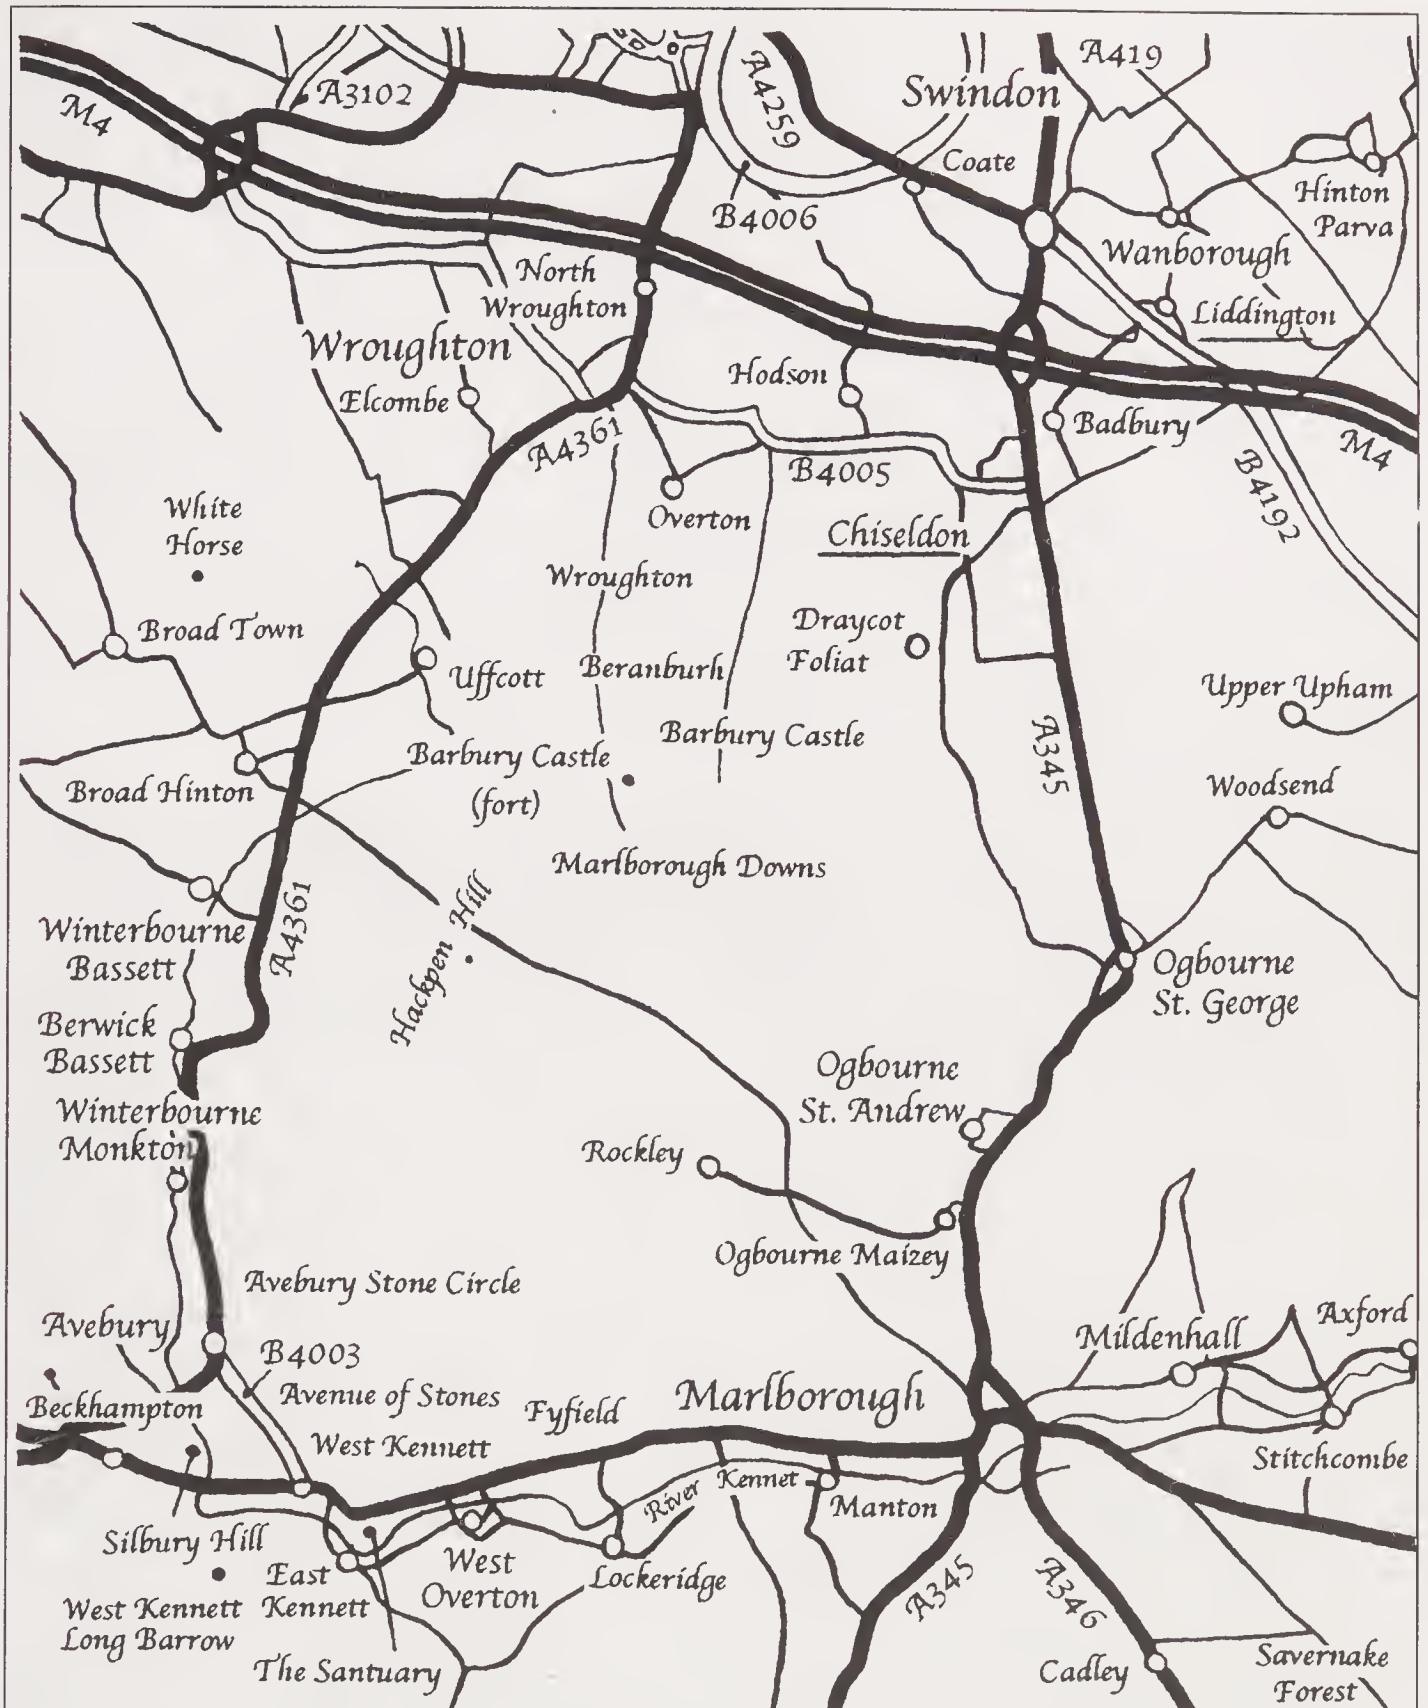 A419
A3102
Swindon
M4
A4259
Coate
Hinton
Parva
B4006
Wanborough
North
Wroughton
Liddington
Wroughton
Hodson
Elcombe
Badbury
A4361
M4
B4005
B4192
White
Horse
Overton
Chiseldon
Wroughton
Broad Town
Draycot
Foliat
Uffcott
Beranburh
Upper Upham
Barbury Castle
Barbury Castle
(fort)
A345
Broad Hinton
Woodsend
Marlborough Downs
Hackpen Hill
A4361
Winterbourne
Bassett
Ogbourne
St. George
Berwick
Bassett
Ogbourne
St. Andrew
Winterbourne
Monkton
Rockley
Ogbourne Maizey
Avebury Stone Circle
Avebury
Mildenhall
Axford
B4003
Beckhampton
Avenue of Stones
Fyfield
Marlborough
West Kennett
Stitchcombe
River Kennet
Manton
Silbury Hill
East
Kennett
West
Overton
Lockeridge
A345
A346
West Kennett
Long Barrow
The Santuary
Cadley
Savernake
Forest